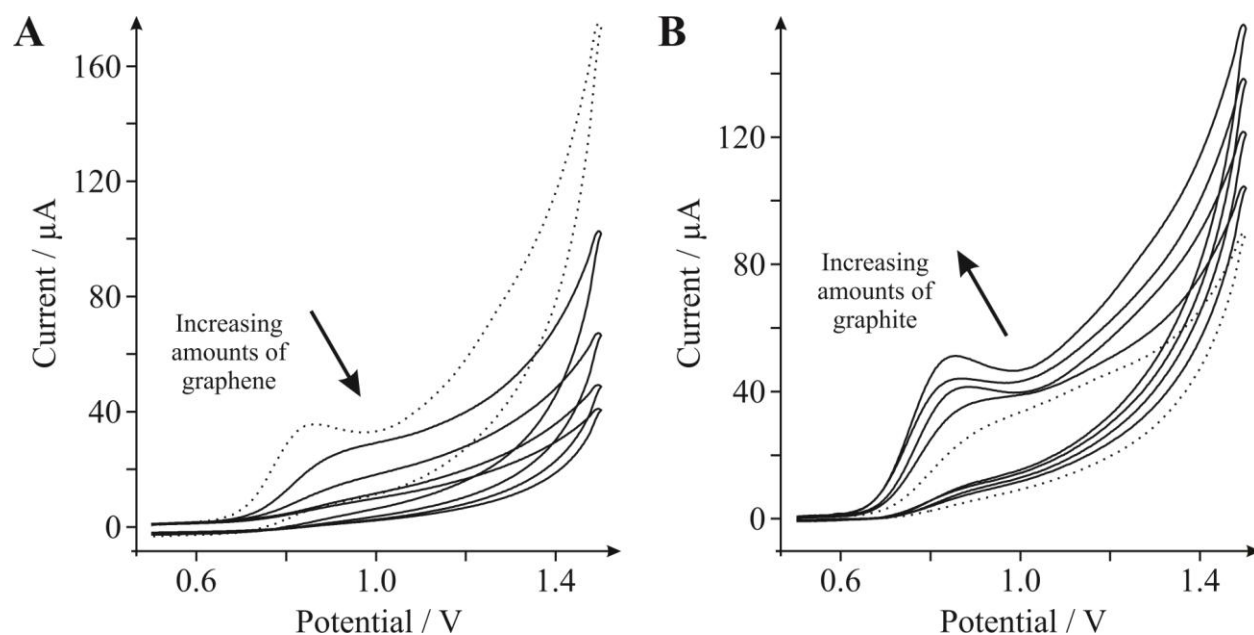 A
160
120
80
40
0
Current / µA
Increasing
amounts of
graphene
0.6
1.0
1.4
Potential / V
B
120
80
40
0
Current / µA
Increasing
amounts of
graphite
0.6
1.0
1.4
Potential / V